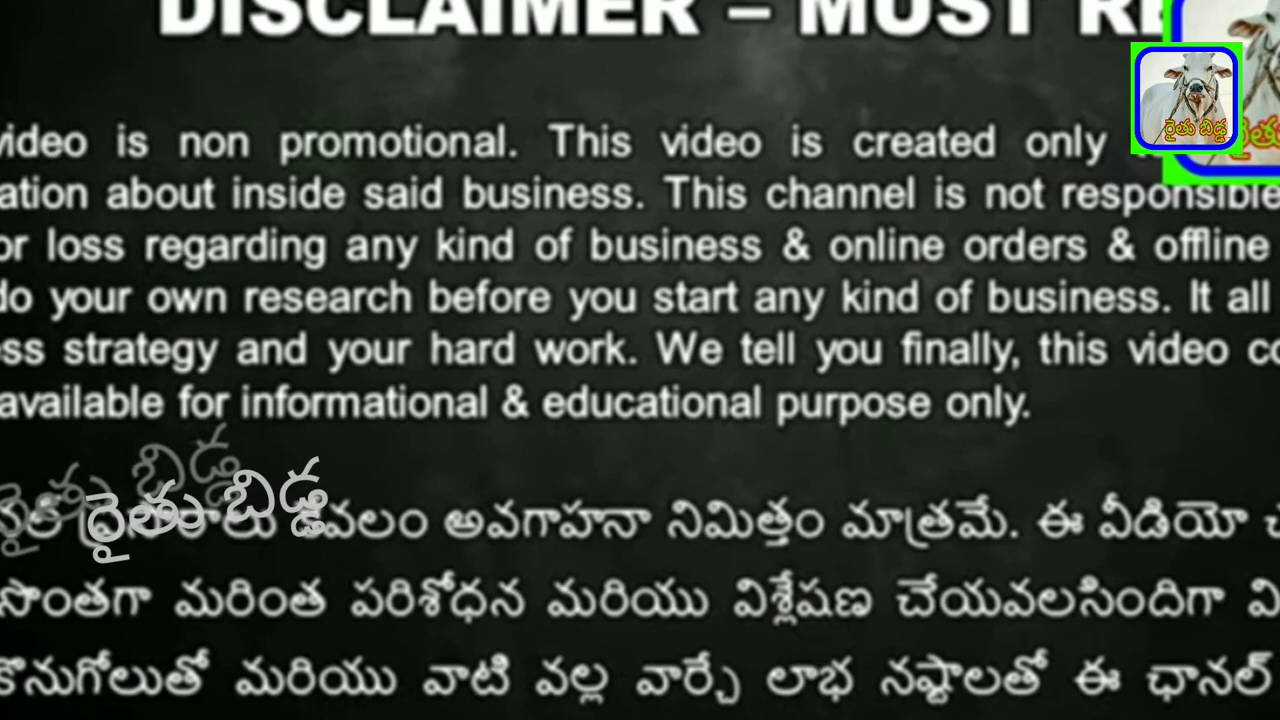 DISCLAIMER – MUST RE
video is non promotional. This video is created only
ation about inside said business. This channel is not responsible
or loss regarding any kind of business & online orders & offline
do your own research before you start any kind of business. It all
ess strategy and your hard work. We tell you finally, this video co
available for informational & educational purpose only.
రైతు బిడ్డ
రైతు బిడ్డ
కేవలం అవగాహనా నిమిత్తం మాత్రమే. ఈ వీడియో
సొంతగా మరింత పరిశోధన మరియు విశ్లేషణ చేయవలసిందిగా వి
కొనుగోలుతో మరియు వాటి వల్ల వార్చే లాభ నష్టాలతో ఈ ఛానల్
రైతు బిడ్డ
రైతు